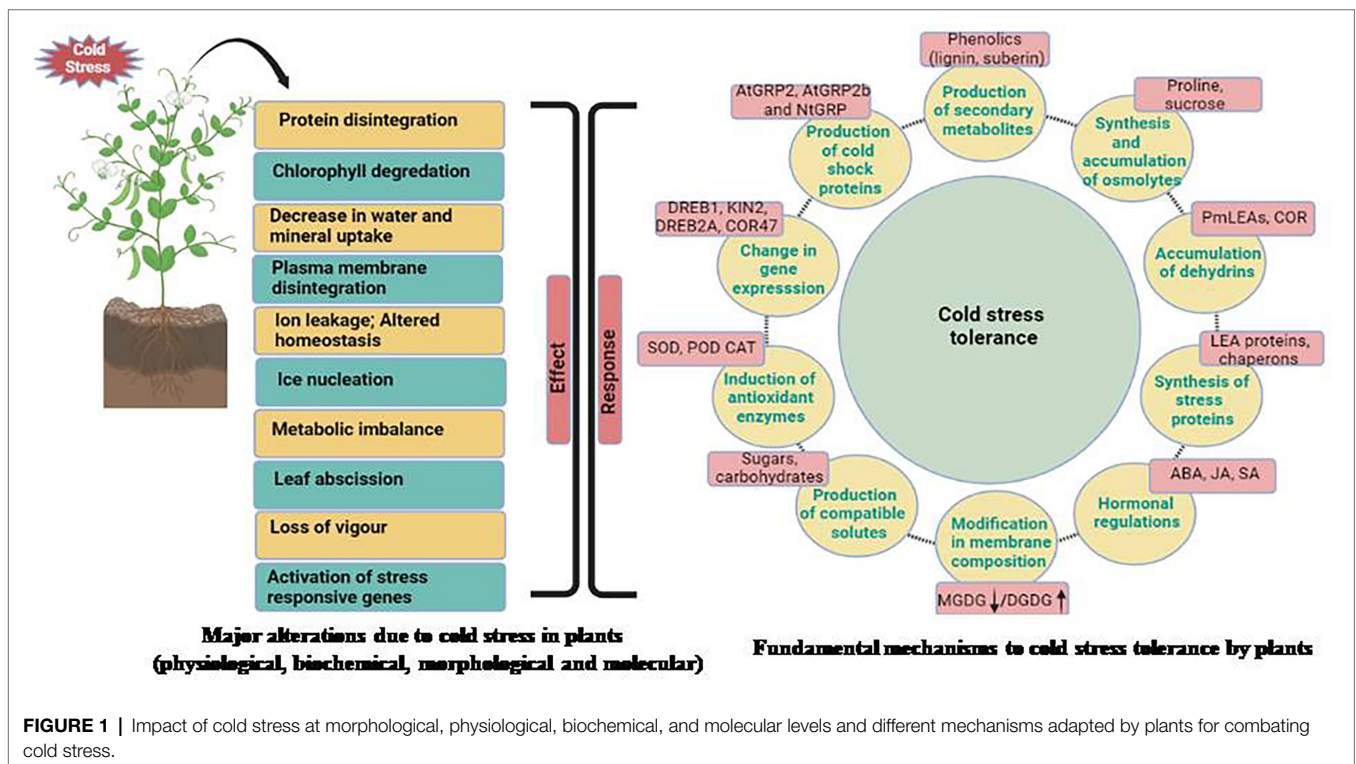 Cold
Stress
Protein disintegration
Chlorophyll degredation
Decrease in water and
mineral uptake
Plasma membrane
disintegration
Ion leakage; Altered
homeostasis
Ice nucleation
Metabolic imbalance
Leaf abscission
Loss of vigour
Activation of stress
responsive genes
Effect
Response
Major alterations due to cold stress in plants
(physiological, biochemical, morphological and molecular)
Phenolics
(lignin, suberin)
Production
of secondary
metabolites
Proline,
sucrose
Synthesis
and
accumulation
of osmolytes
PmLEAs, COR
Accumulation
of dehydrins
LEA proteins,
chaperons
Synthesis of
stress
proteins
ABA, JA, SA
Hormonal
regulations
Modification
in membrane
composition
MGDG ↓/DGDG ↑
Sugars,
carbohydrates
Production
of compatible
solutes
SOD, POD CAT
Induction of
antioxidant
enzymes
DREB1, KIN2,
DREB2A, COR47
Change in
gene
expresssion
AtGRP2, AtGRP2b
and NtGRP
Production
of cold
shock
proteins
Cold stress
tolerance
Fundamental mechanisms to cold stress tolerance by plants
FIGURE 1 | Impact of cold stress at morphological, physiological, biochemical, and molecular levels and different mechanisms adapted by plants for combating
cold stress.